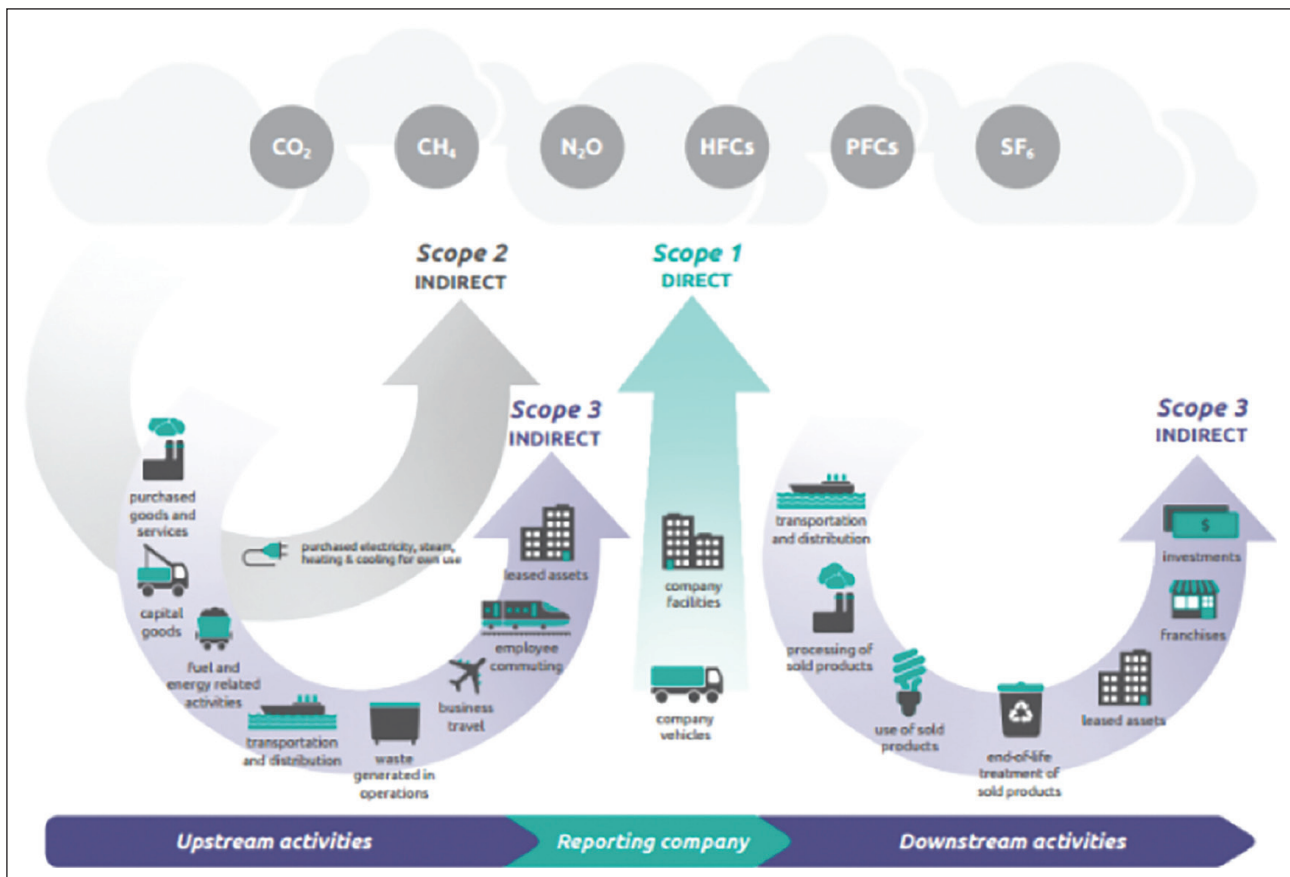 CO₂
CH₄
N₂O
HFCs
PFCs
SF₆
Scope 2
INDIRECT
Scope 1
DIRECT
Scope 3
INDIRECT
Scope 3
INDIRECT
purchased
goods and
services
capital
goods
fuel and
energy related
activities
transportation
and distribution
waste
generated in
operations
business
travel
employee
commuting
leased assets
purchased electricity, steam,
heating & cooling for own use
company
facilities
company
vehicles
transportation
and distribution
processing of
sold products
use of sold
products
end-of-life
treatment of
sold products
leased assets
franchises
$
investments
Upstream activities
Reporting company
Downstream activities